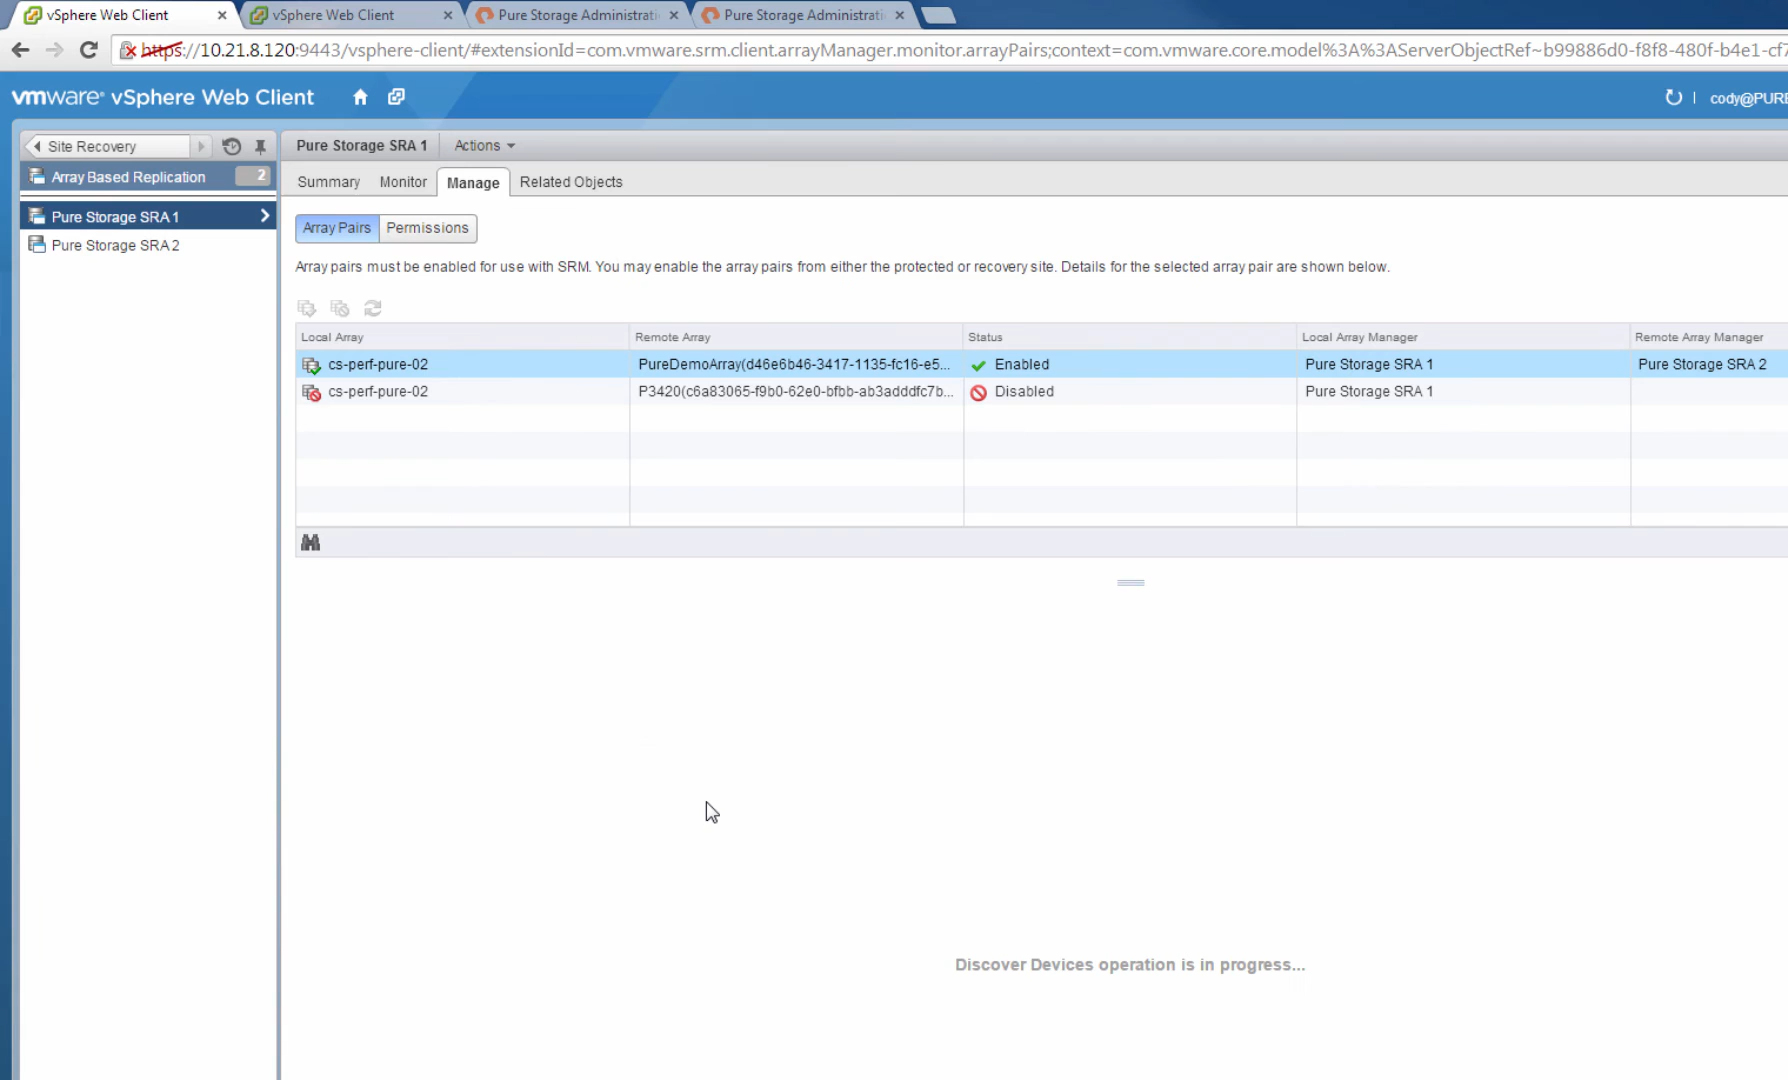 vSphere Web Client
vSphere Web Client
Pure Storage Administrati
Pure Storage Administrati
https://10.21.8.120:9443/vsphere-client/#extensionId=com.vmware.srm.client.arrayManager.monitor.arrayPairs;context=com.vmware.core.model%3A%3AServerObjectRef~b99886d0-f8f8-480f-b4e1-cf7
vmware® vSphere Web Client
cody@PURE
Site Recovery
Array Based Replication 2
Pure Storage SRA 1
Pure Storage SRA 2
Pure Storage SRA 1 Actions
Summary Monitor Manage Related Objects
Array Pairs Permissions
Array pairs must be enabled for use with SRM. You may enable the array pairs from either the protected or recovery site. Details for the selected array pair are shown below.
Local Array Remote Array Status Local Array Manager Remote Array Manager
cs-perf-pure-02 PureDemoArray(d46e6b46-3417-1135-fc16-e5... Enabled Pure Storage SRA 1 Pure Storage SRA 2
cs-perf-pure-02 P3420(c6a83065-f9b0-62e0-bfbb-ab3adddfc7b... Disabled Pure Storage SRA 1
Discover Devices operation is in progress...